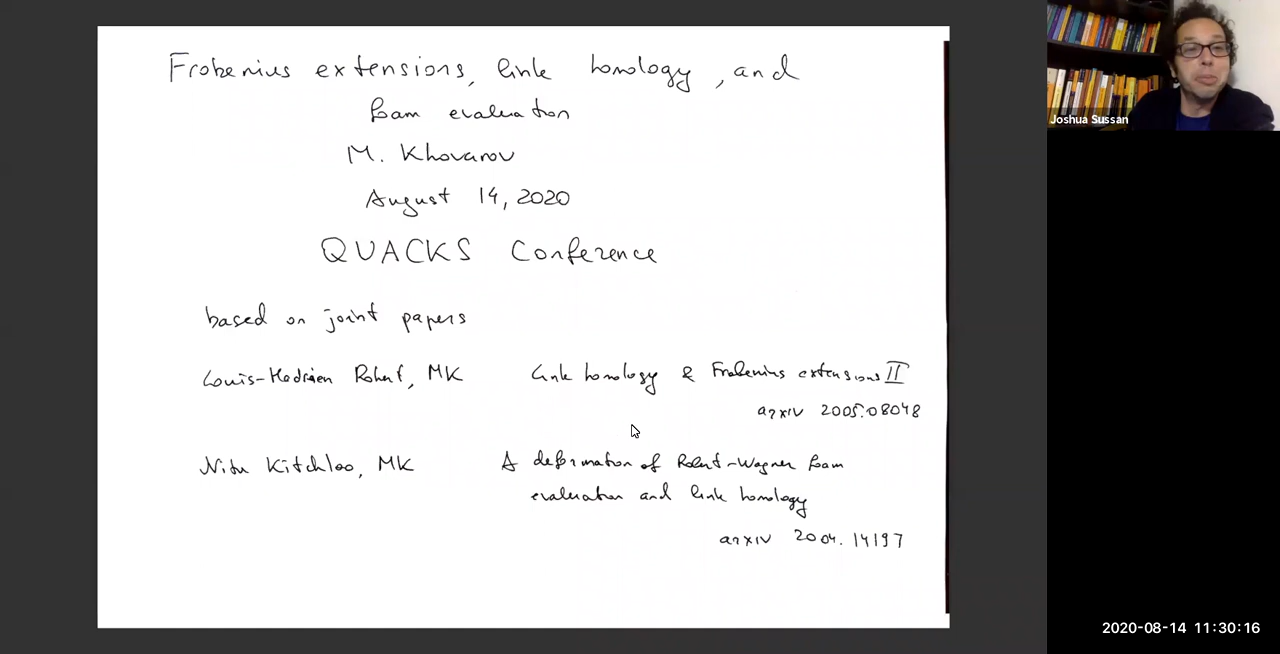 Frobenius extensions, link homology, and
foam evaluation
M. Khovanov
August 14, 2020
QUACKS Conference
based on joint papers
Louis-Hadrien Robert, MK Link homology & Frobenius extensions II
arxiv 2005.08048
Nitu Kitchloo, MK A deformation of Robert-Wagner foam
evaluation and link homology
arxiv 2004.14197
Joshua Sussan
2020-08-14 11:30:16